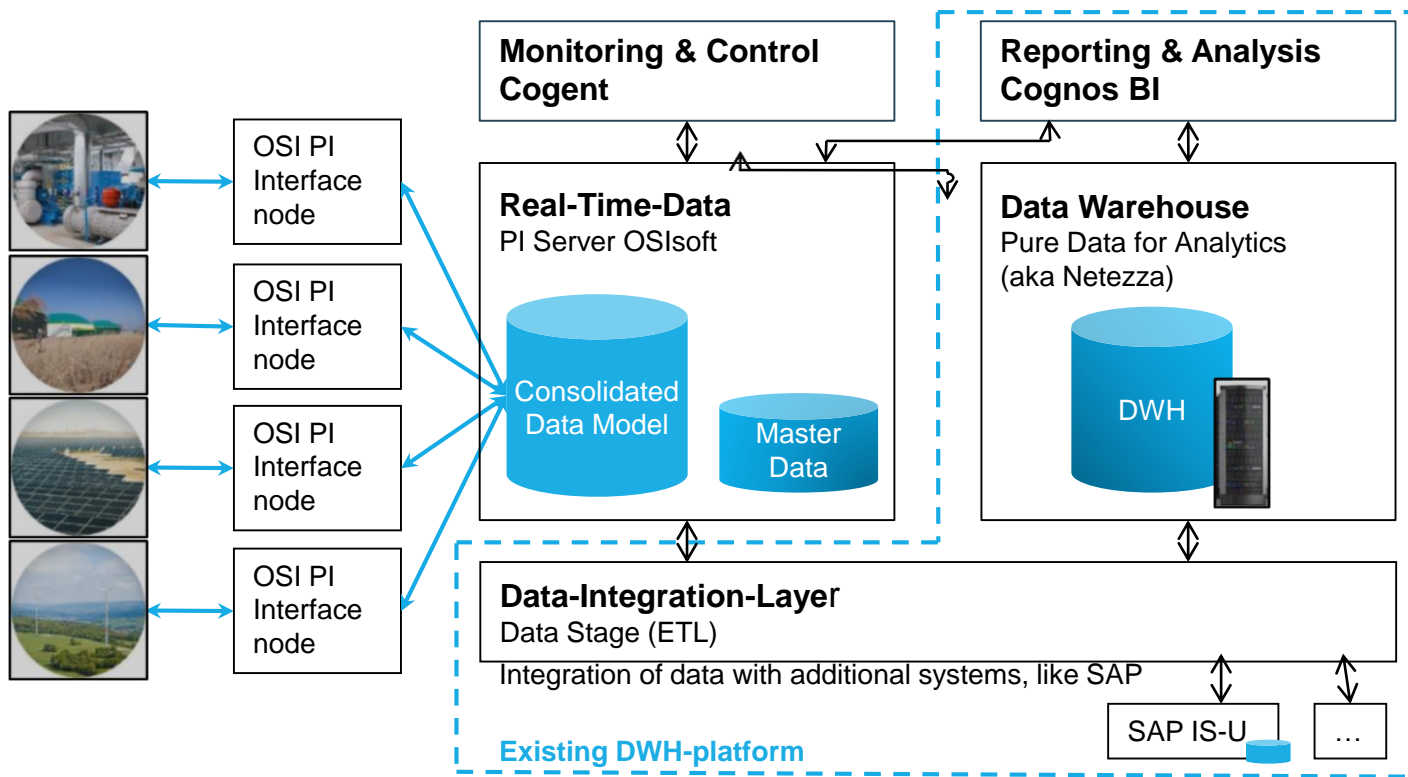 Monitoring & Control
Cogent
Reporting & Analysis
Cognos BI
OSI PI
Interface
node
OSI PI
Interface
node
OSI PI
Interface
node
OSI PI
Interface
node
Real-Time-Data
PI Server OSIsoft
Consolidated
Data Model
Master
Data
Data Warehouse
Pure Data for Analytics
(aka Netezza)
DWH
Data-Integration-Layer
Data Stage (ETL)
Integration of data with additional systems, like SAP
SAP IS-U
…
Existing DWH-platform